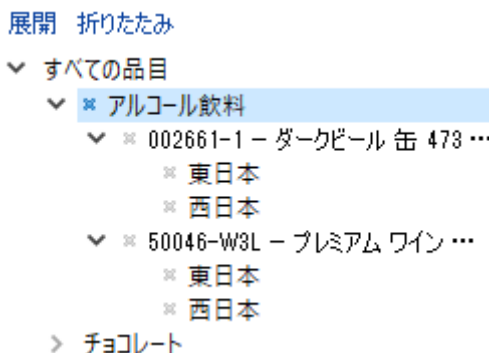 展開 折りたたみ
すべての品目
アルコール飲料
002661-1 - ダークビール 缶 473 …
東日本
西日本
50046-W3L - プレミアム ワイン …
東日本
西日本
チョコレート